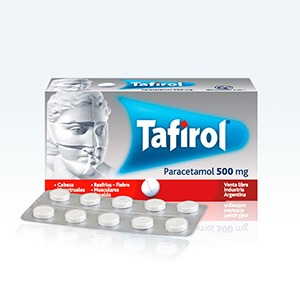 Tafirol
Paracetamol 500 mg
• Cabeza
• Resfríos • Fiebre
• Musculares
Venta libre
Industria
Argentina